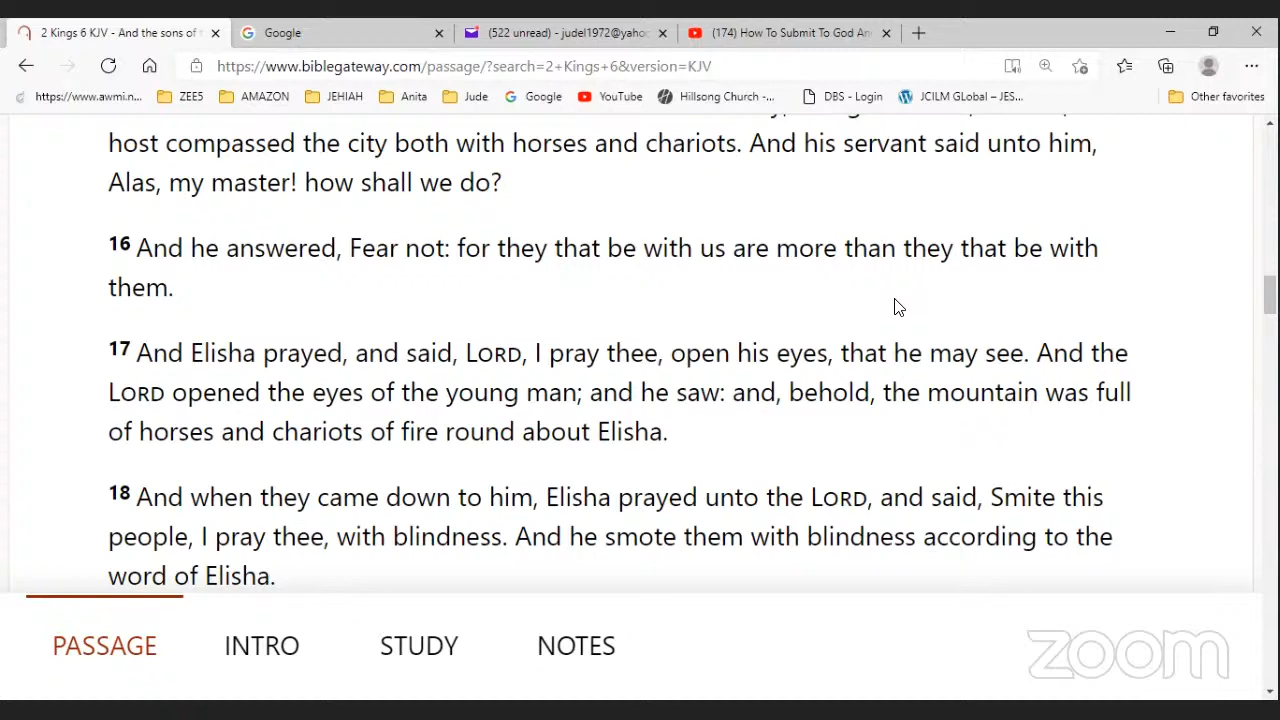 2 Kings 6 KJV - And the sons of t
Google
(522 unread) - judel1972@yaho
(174) How To Submit To God An
https://www.biblegateway.com/passage/?search=2+Kings+6&version=KJV
https://www.awmi.n...
ZEE5
AMAZON
JEHIAH
Anita
Jude
Google
YouTube
Hillsong Church -...
DBS - Login
JCILM GLobal – JES...
Other favorites
host compassed the city both with horses and chariots. And his servant said unto him,
Alas, my master! how shall we do?
16 And he answered, Fear not: for they that be with us are more than they that be with
them.
17 And Elisha prayed, and said, LORD, I pray thee, open his eyes, that he may see. And the
LORD opened the eyes of the young man; and he saw: and, behold, the mountain was full
of horses and chariots of fire round about Elisha.
18 And when they came down to him, Elisha prayed unto the LORD, and said, Smite this
people, I pray thee, with blindness. And he smote them with blindness according to the
word of Elisha.
PASSAGE
INTRO
STUDY
NOTES
zoom